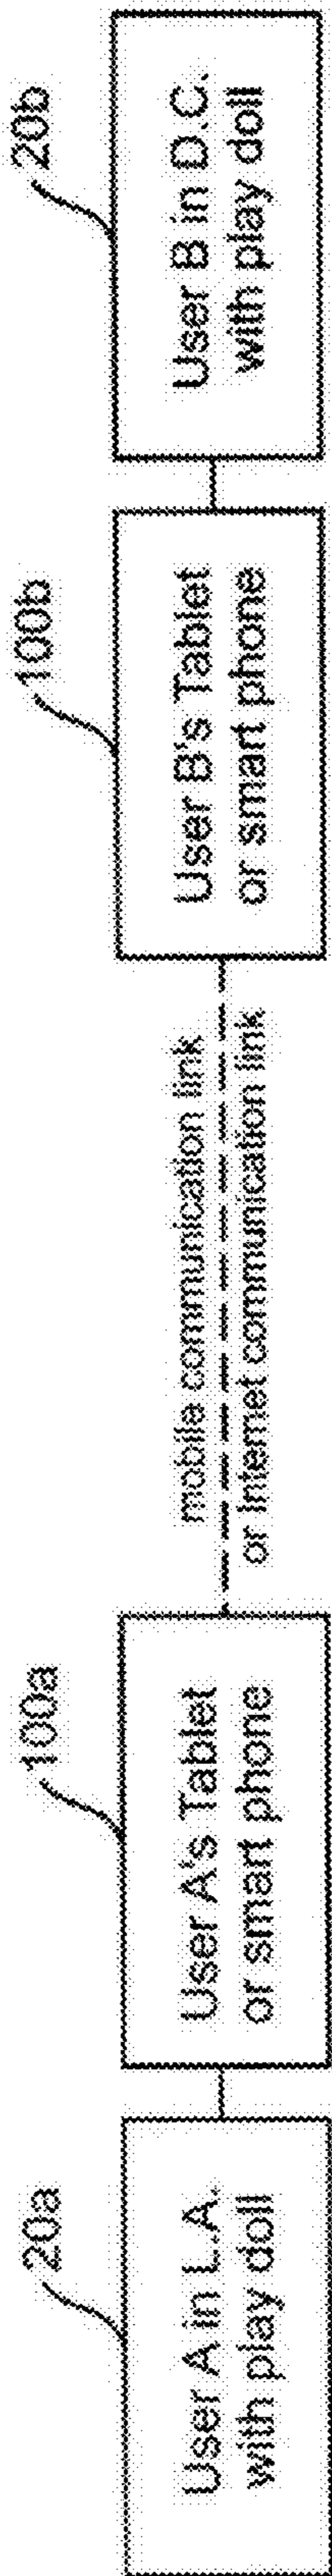 20a
User A in L.A.
with play doll
100a
User A's Tablet
or smart phone
mobile communication link
or Internet communication link
100b
User B's Tablet
or smart phone
20b
User B in D.C.
with play doll